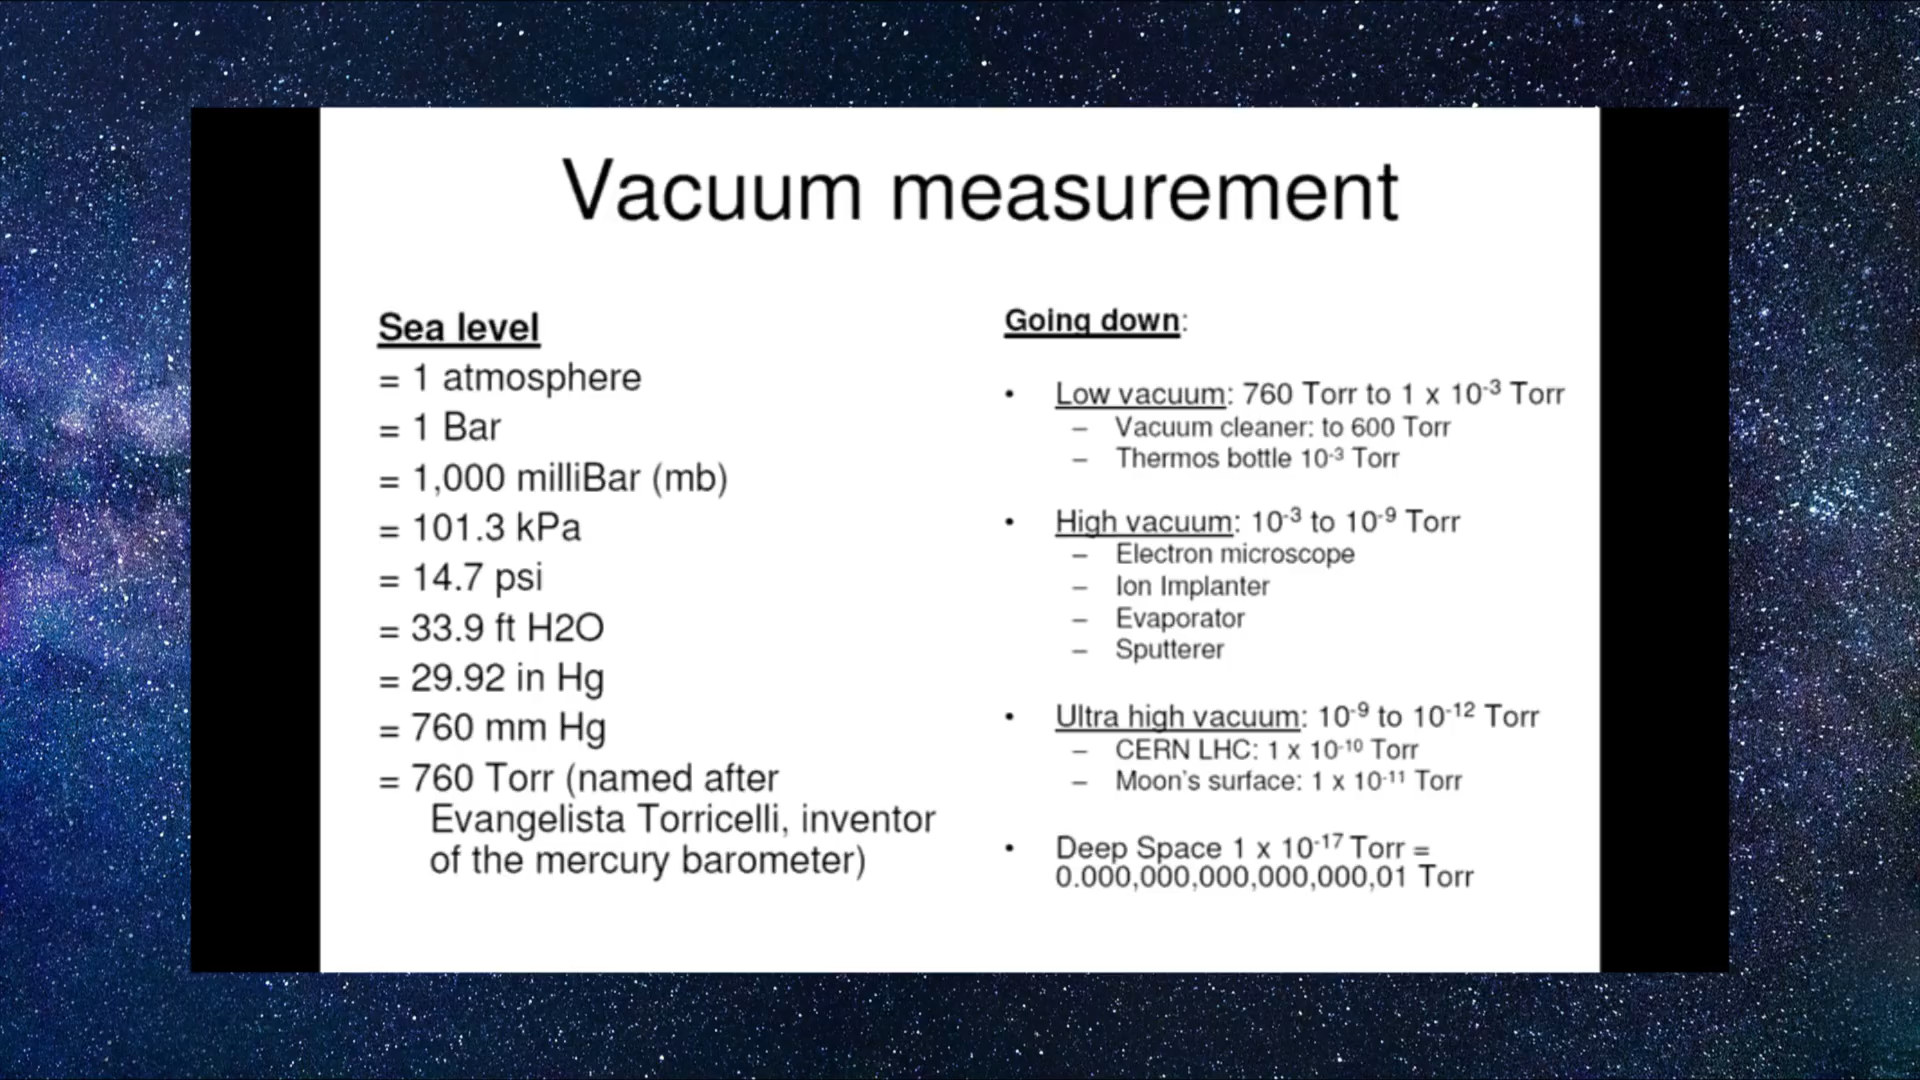 Vacuum measurement
Sea level
= 1 atmosphere
= 1 Bar
= 1,000 milliBar (mb)
= 101.3 kPa
= 14.7 psi
= 33.9 ft H2O
= 29.92 in Hg
= 760 mm Hg
= 760 Torr (named after
Evangelista Torricelli, inventor
of the mercury barometer)
Going down:
• Low vacuum: 760 Torr to 1 x 10⁻³ Torr
– Vacuum cleaner: to 600 Torr
– Thermos bottle 10⁻³ Torr
• High vacuum: 10⁻³ to 10⁻⁹ Torr
– Electron microscope
– Ion Implanter
– Evaporator
– Sputterer
• Ultra high vacuum: 10⁻⁹ to 10⁻¹² Torr
– CERN LHC: 1 x 10⁻¹⁰ Torr
– Moon's surface: 1 x 10⁻¹¹ Torr
• Deep Space 1 x 10⁻¹⁷ Torr =
0.000,000,000,000,000,01 Torr